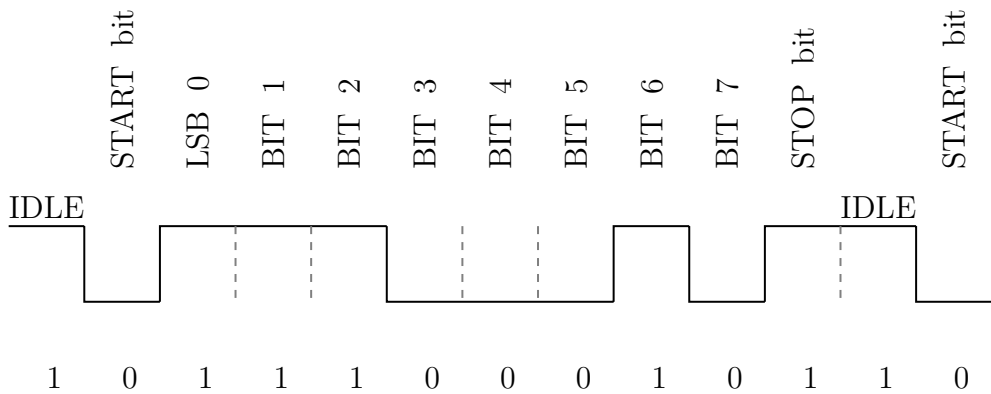 START bit
LSB 0
BIT 1
BIT 2
BIT 3
BIT 4
BIT 5
BIT 6
BIT 7
STOP bit
START bit
IDLE IDLE
1 0 1 1 1 0 0 0 1 0 1 1 0